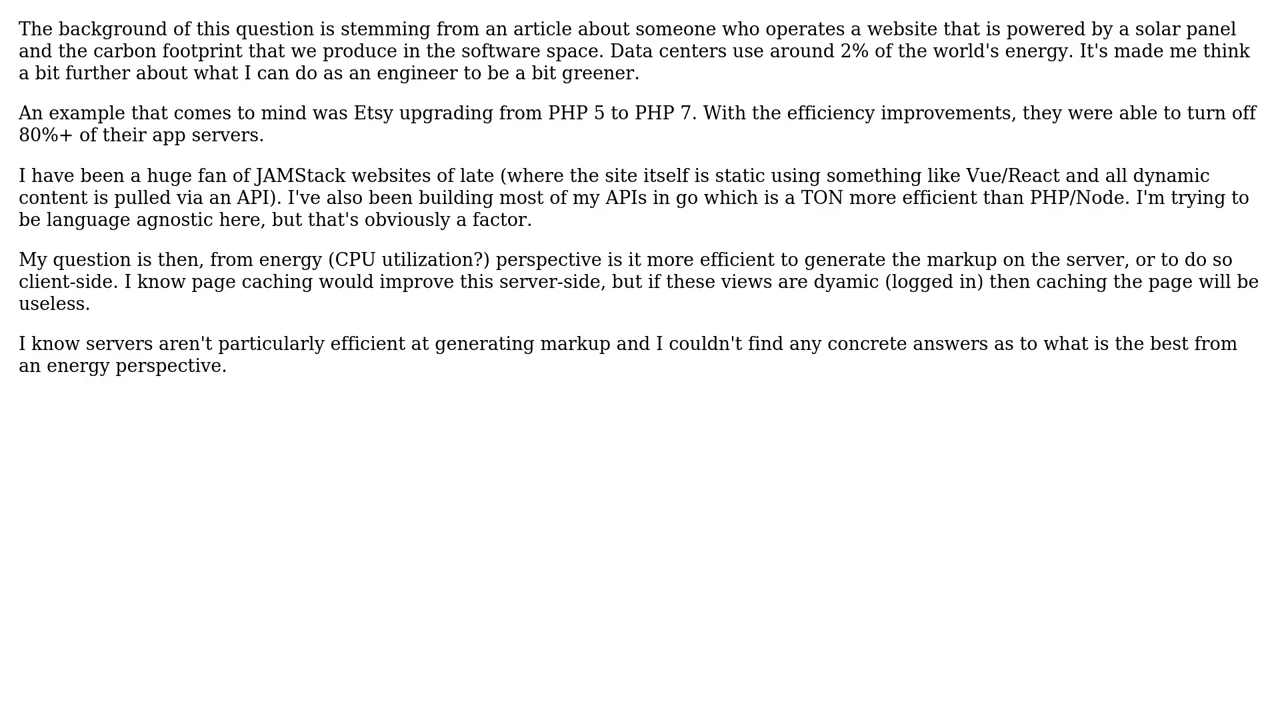 The background of this question is stemming from an article about someone who operates a website that is powered by a solar panel
and the carbon footprint that we produce in the software space. Data centers use around 2% of the world's energy. It's made me think
a bit further about what I can do as an engineer to be a bit greener.
An example that comes to mind was Etsy upgrading from PHP 5 to PHP 7. With the efficiency improvements, they were able to turn off
80%+ of their app servers.
I have been a huge fan of JAMStack websites of late (where the site itself is static using something like Vue/React and all dynamic
content is pulled via an API). I've also been building most of my APIs in go which is a TON more efficient than PHP/Node. I'm trying to
be language agnostic here, but that's obviously a factor.
My question is then, from energy (CPU utilization?) perspective is it more efficient to generate the markup on the server, or to do so
client-side. I know page caching would improve this server-side, but if these views are dyamic (logged in) then caching the page will be
useless.
I know servers aren't particularly efficient at generating markup and I couldn't find any concrete answers as to what is the best from
an energy perspective.